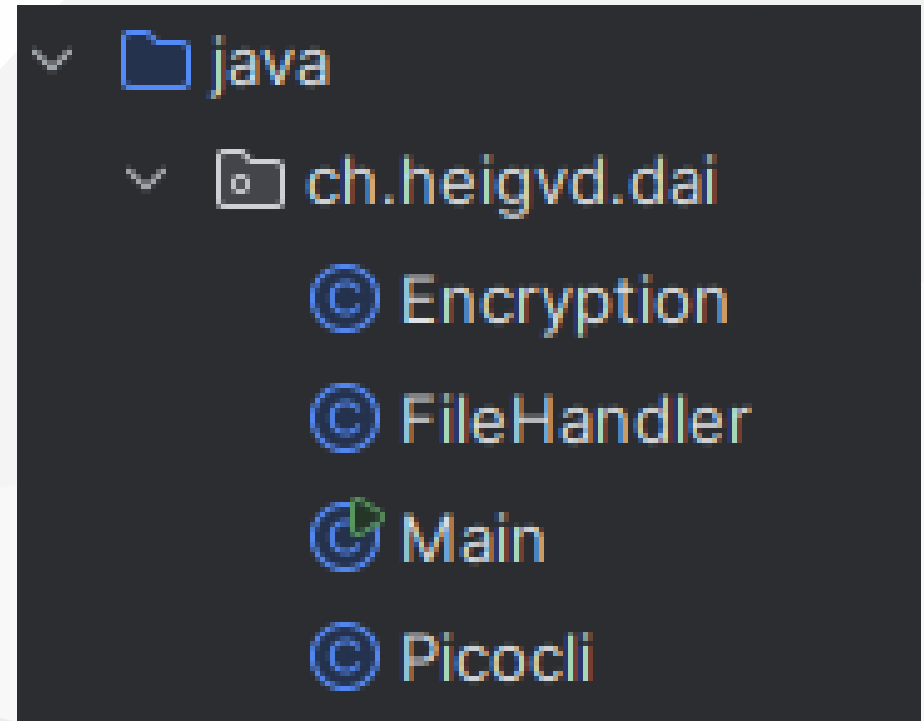 java
ch.heigvd.dai
Encryption
FileHandler
Main
Picocli